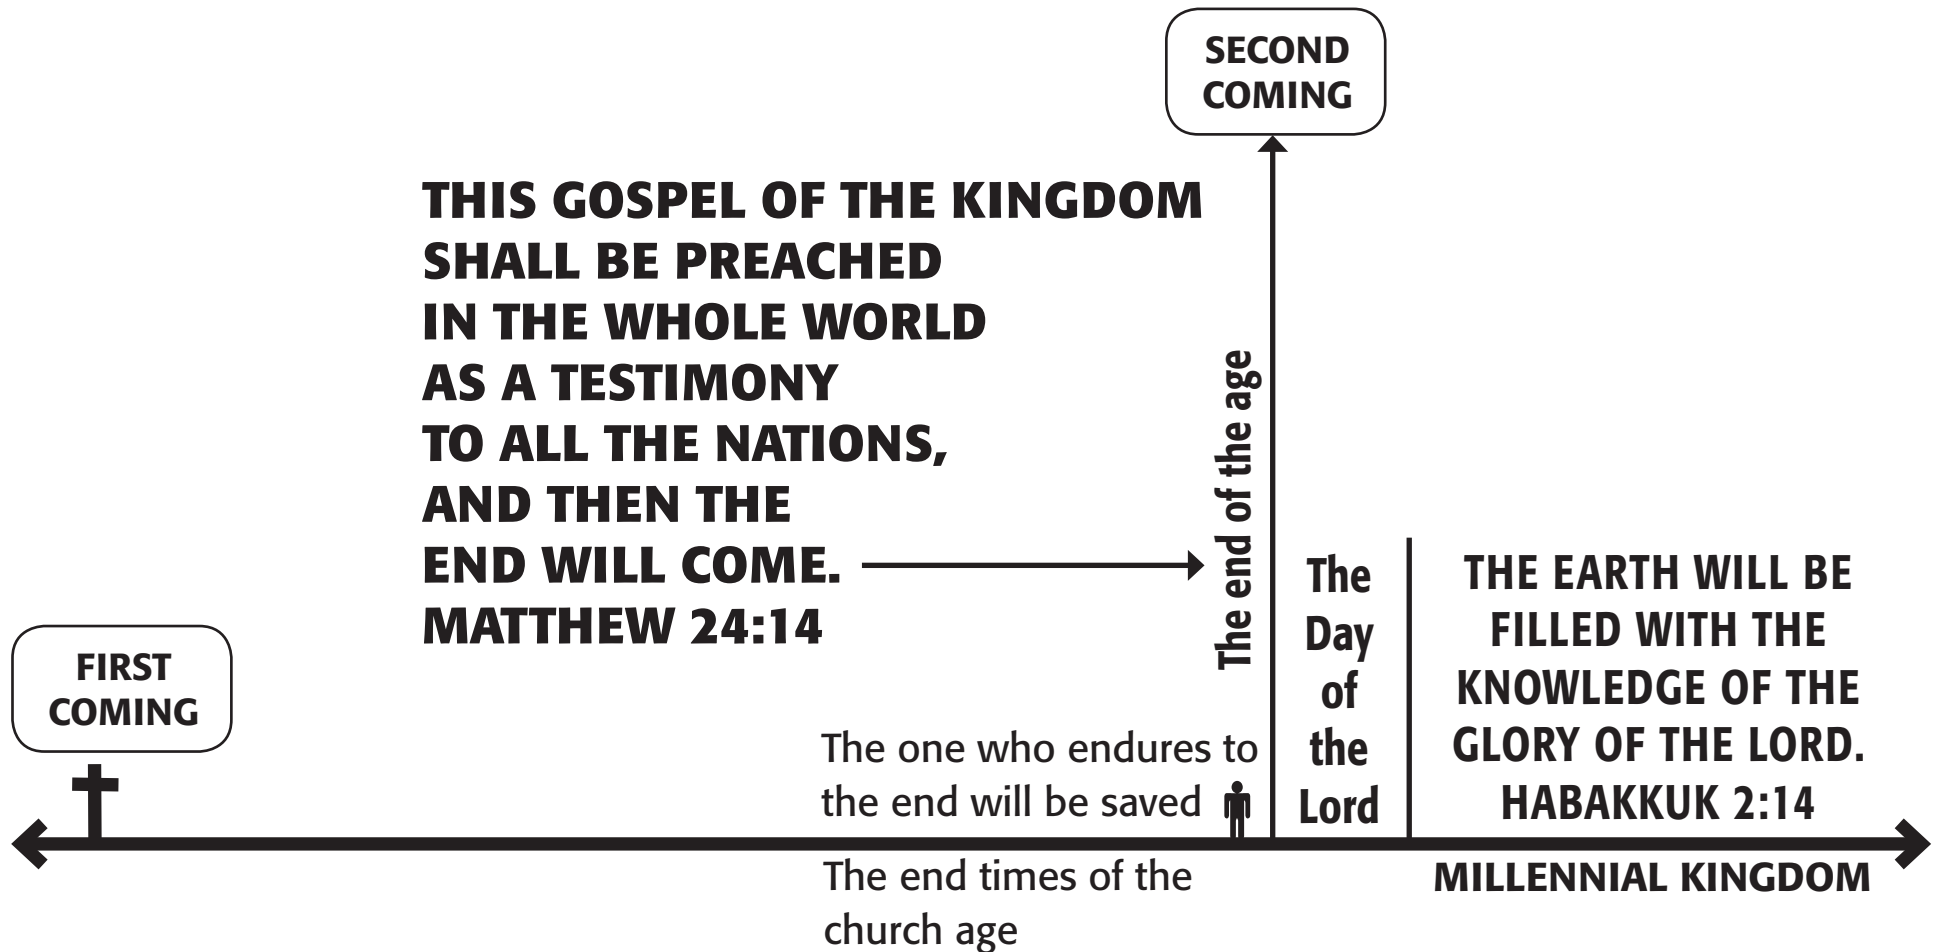 SECOND
COMING
THIS GOSPEL OF THE KINGDOM
SHALL BE PREACHED
IN THE WHOLE WORLD
AS A TESTIMONY
TO ALL THE NATIONS,
AND THEN THE
END WILL COME.
MATTHEW 24:14
FIRST
COMING
The one who endures to
the end will be saved
The end times of the
church age
The end of the age
The
Day
of
the
Lord
THE EARTH WILL BE
FILLED WITH THE
KNOWLEDGE OF THE
GLORY OF THE LORD.
HABAKKUK 2:14
MILLENNIAL KINGDOM